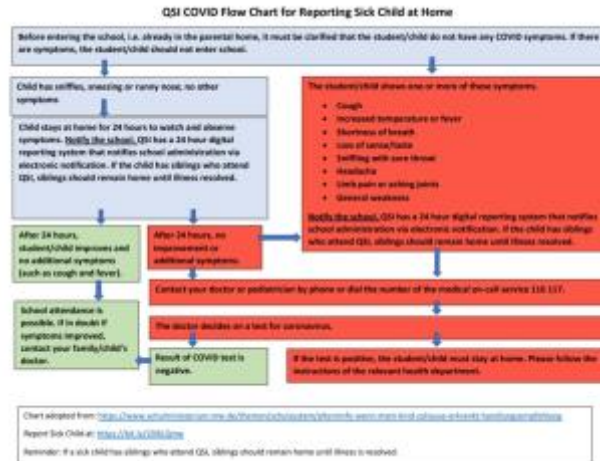 QSI COVID Flow Chart for Reporting Sick Child at Home
Before entering the school, i.e. already in the parental home, it must be clarified that the student/child do not have any COVID symptoms. If there
are symptoms, the student/child should not enter school.
Child has sniffles, sneezing or runny nose, no other
symptoms
Child stays at home for 24 hours to watch and observe
symptoms. Notify the school. QSI has a 24 hour digital
reporting system that notifies school administration via
electronic notification. If the child has siblings who attend
QSI, siblings should remain home until illness resolved.
The student/child shown one or more of these symptoms.
Cough
Increased temperature or fever
Shortness of breath
Loss of sense/taste
Sniffling with sore throat
Headache
Limb pain or aching joints
General weakness
Notify the school. QSI has a 24 hour digital reporting system that notifies
school administration via electronic notification. If the child has siblings
who attend QSI, siblings should remain home until illness resolved.
After 24 hours,
student/child improves and
no additional symptoms
(such as cough and fever).
After 24 hours, no
improvement or
additional symptoms.
Contact your doctor or pediatrician by phone or dial the number of the medical on-call service 116 117.
School attendance is
possible. If in doubt if
symptoms improved,
contact your family/child's
doctor.
The doctor decides on a test for coronavirus.
Result of COVID test is
negative.
If the test is positive, the student/child must stay at home. Please follow the
instructions of the relevant health department.
Chart adopted from:
Report Sick Child at:
Reminder: If a sick child has siblings who attend QSI, siblings should remain home until illness is resolved.